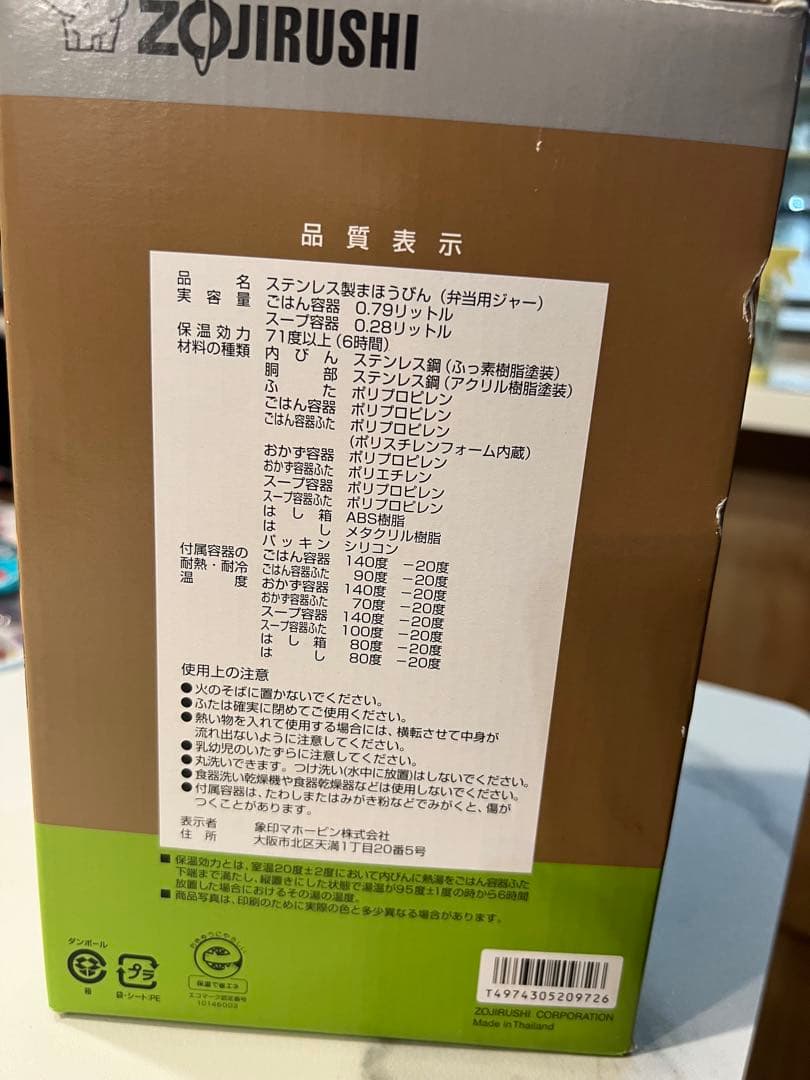 ZOJIRUSHI
品質表示
品名 ステンレス製まほうびん（弁当用ジャー）
実容量 ごはん容器 0.79リットル
スープ容器 0.28リットル
保温効力 71度以上(6時間)
材料の種類 内びん ステンレス鋼(ふっ素樹脂塗装)
胴部 ステンレス鋼(アクリル樹脂塗装)
ふた ポリプロピレン
ごはん容器 ポリプロピレン
ごはん容器ふた ポリプロピレン
(ポリスチレンフォーム内蔵)
おかず容器 ポリプロピレン
おかず容器ふた ポリエチレン
スープ容器 ポリプロピレン
スープ容器ふた ポリプロピレン
はし箱 ABS樹脂
はし メタクリル樹脂
パッキン シリコン
付属容器の耐熱・耐冷温度 ごはん容器 140度 −20度
ごはん容器ふた 90度 −20度
おかず容器 140度 −20度
おかず容器ふた 70度 −20度
スープ容器 140度 −20度
スープ容器ふた 100度 −20度
はし箱 80度 −20度
はし 80度 −20度
使用上の注意
●火のそばに置かないでください。
●ふたは確実に閉めてご使用ください。
●熱い物を入れて使用する場合には、横転させて中身が
流れ出ないように注意してください。
●乳幼児のいたずらに注意してください。
●丸洗いできます。つけ洗い(水中に放置)はしないでください。
●食器洗い乾燥機や食器乾燥器などは使用しないでください。
●付属容器は、たわしまたはみがき粉などでみがくと、傷が
つくことがあります。
表示者 象印マホービン株式会社
住所 大阪市北区天満1丁目20番5号
■保温効力とは、室温20度±2度において内びんに熱湯をごはん容器ふた
下端まで満たし、縦置きにした状態で湯温が95度±1度の時から6時間
放置した場合におけるその湯の温度。
■商品写真は、印刷のために実際の色と多少異なる場合があります。
ダンボール
箱
プラ
袋・シート:PE
保温で省エネ
エコマーク認定番号
10146003
T4974305209726
ZOJIRUSHI CORPORATION
Made in Thailand